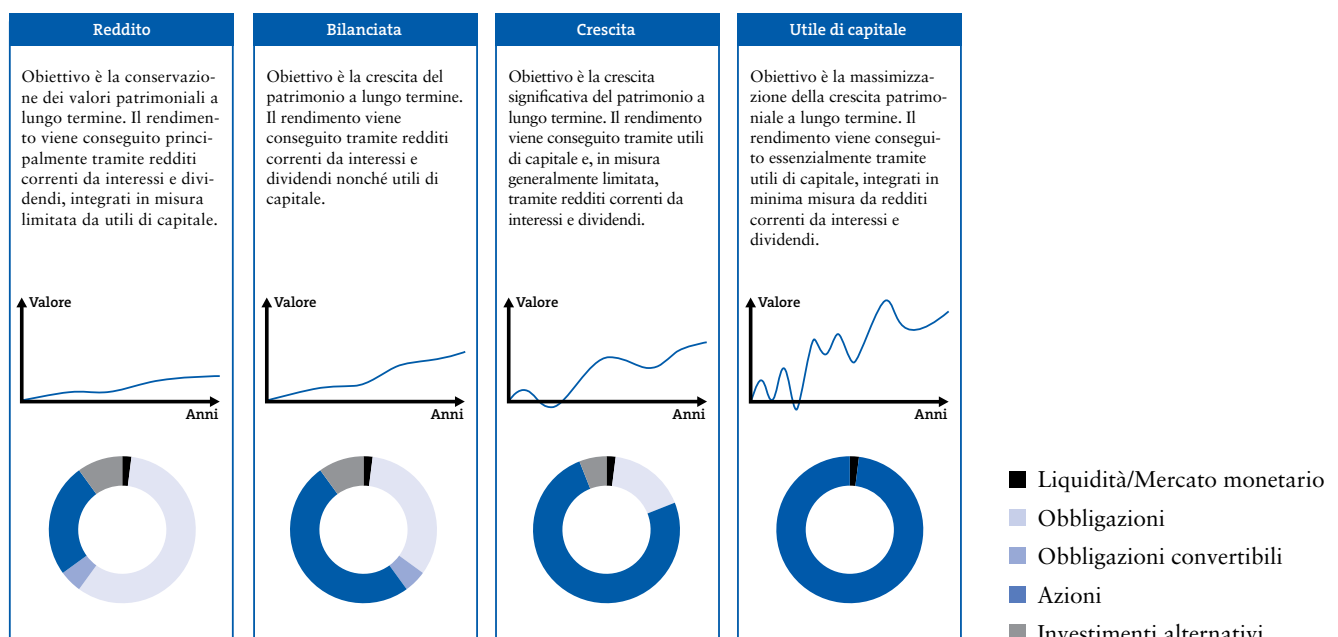 Reddito
Obiettivo è la conservazio-
ne dei valori patrimoniali a
lungo termine. Il rendimen-
to viene conseguito princi-
palmente tramite redditi
correnti da interessi e divi-
dendi, integrati in misura
limitata da utili di capitale.
Valore
Anni
Bilanciata
Obiettivo è la crescita del
patrimonio a lungo termine.
Il rendimento viene
conseguito tramite redditi
correnti da interessi e
dividendi nonché utili di
capitale.
Valore
Anni
Crescita
Obiettivo è la crescita
significativa del patrimonio a
lungo termine. Il rendimento
viene conseguito tramite utili
di capitale e, in misura
generalmente limitata,
tramite redditi correnti da
interessi e dividendi.
Valore
Anni
Utile di capitale
Obiettivo è la massimizza-
zione della crescita patrimo-
niale a lungo termine. Il
rendimento viene consegui-
to essenzialmente tramite
utili di capitale, integrati in
minima misura da redditi
correnti da interessi e
dividendi.
Valore
Anni
Liquidità/Mercato monetario
Obbligazioni
Obbligazioni convertibili
Azioni
Investimenti alternativi